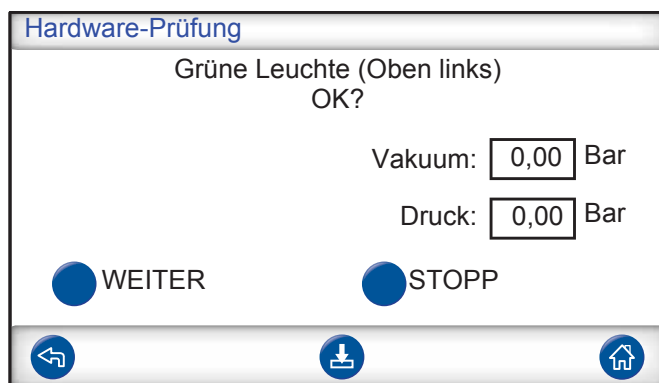 Hardware-Prüfung
Grüne Leuchte (Oben links)
OK?
Vakuum: 0,00 Bar
Druck: 0,00 Bar
WEITER STOPP